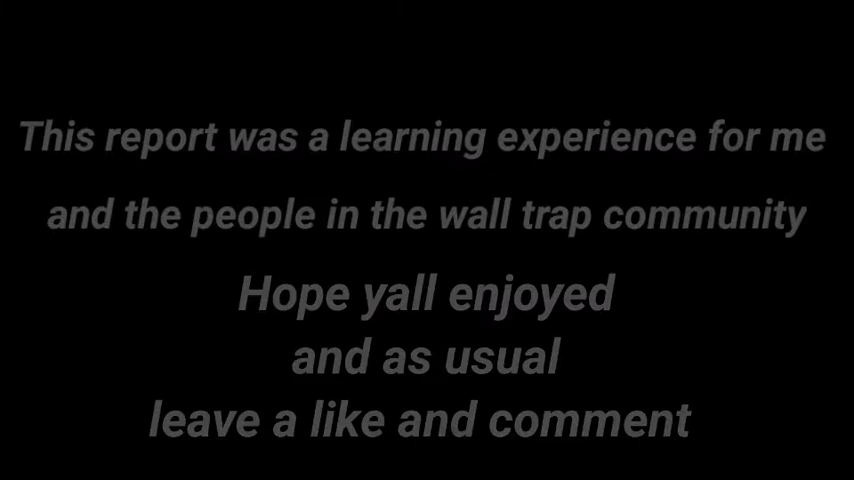 This report was a learning experience for me
and the people in the wall trap community
Hope yall enjoyed
and as usual
leave a like and comment